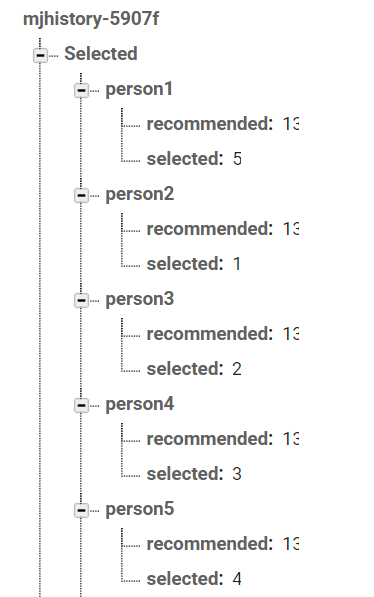 mjhistory-5907f
Selected
person1
recommended: 13
selected: 5
person2
recommended: 13
selected: 1
person3
recommended: 13
selected: 2
person4
recommended: 13
selected: 3
person5
recommended: 13
selected: 4